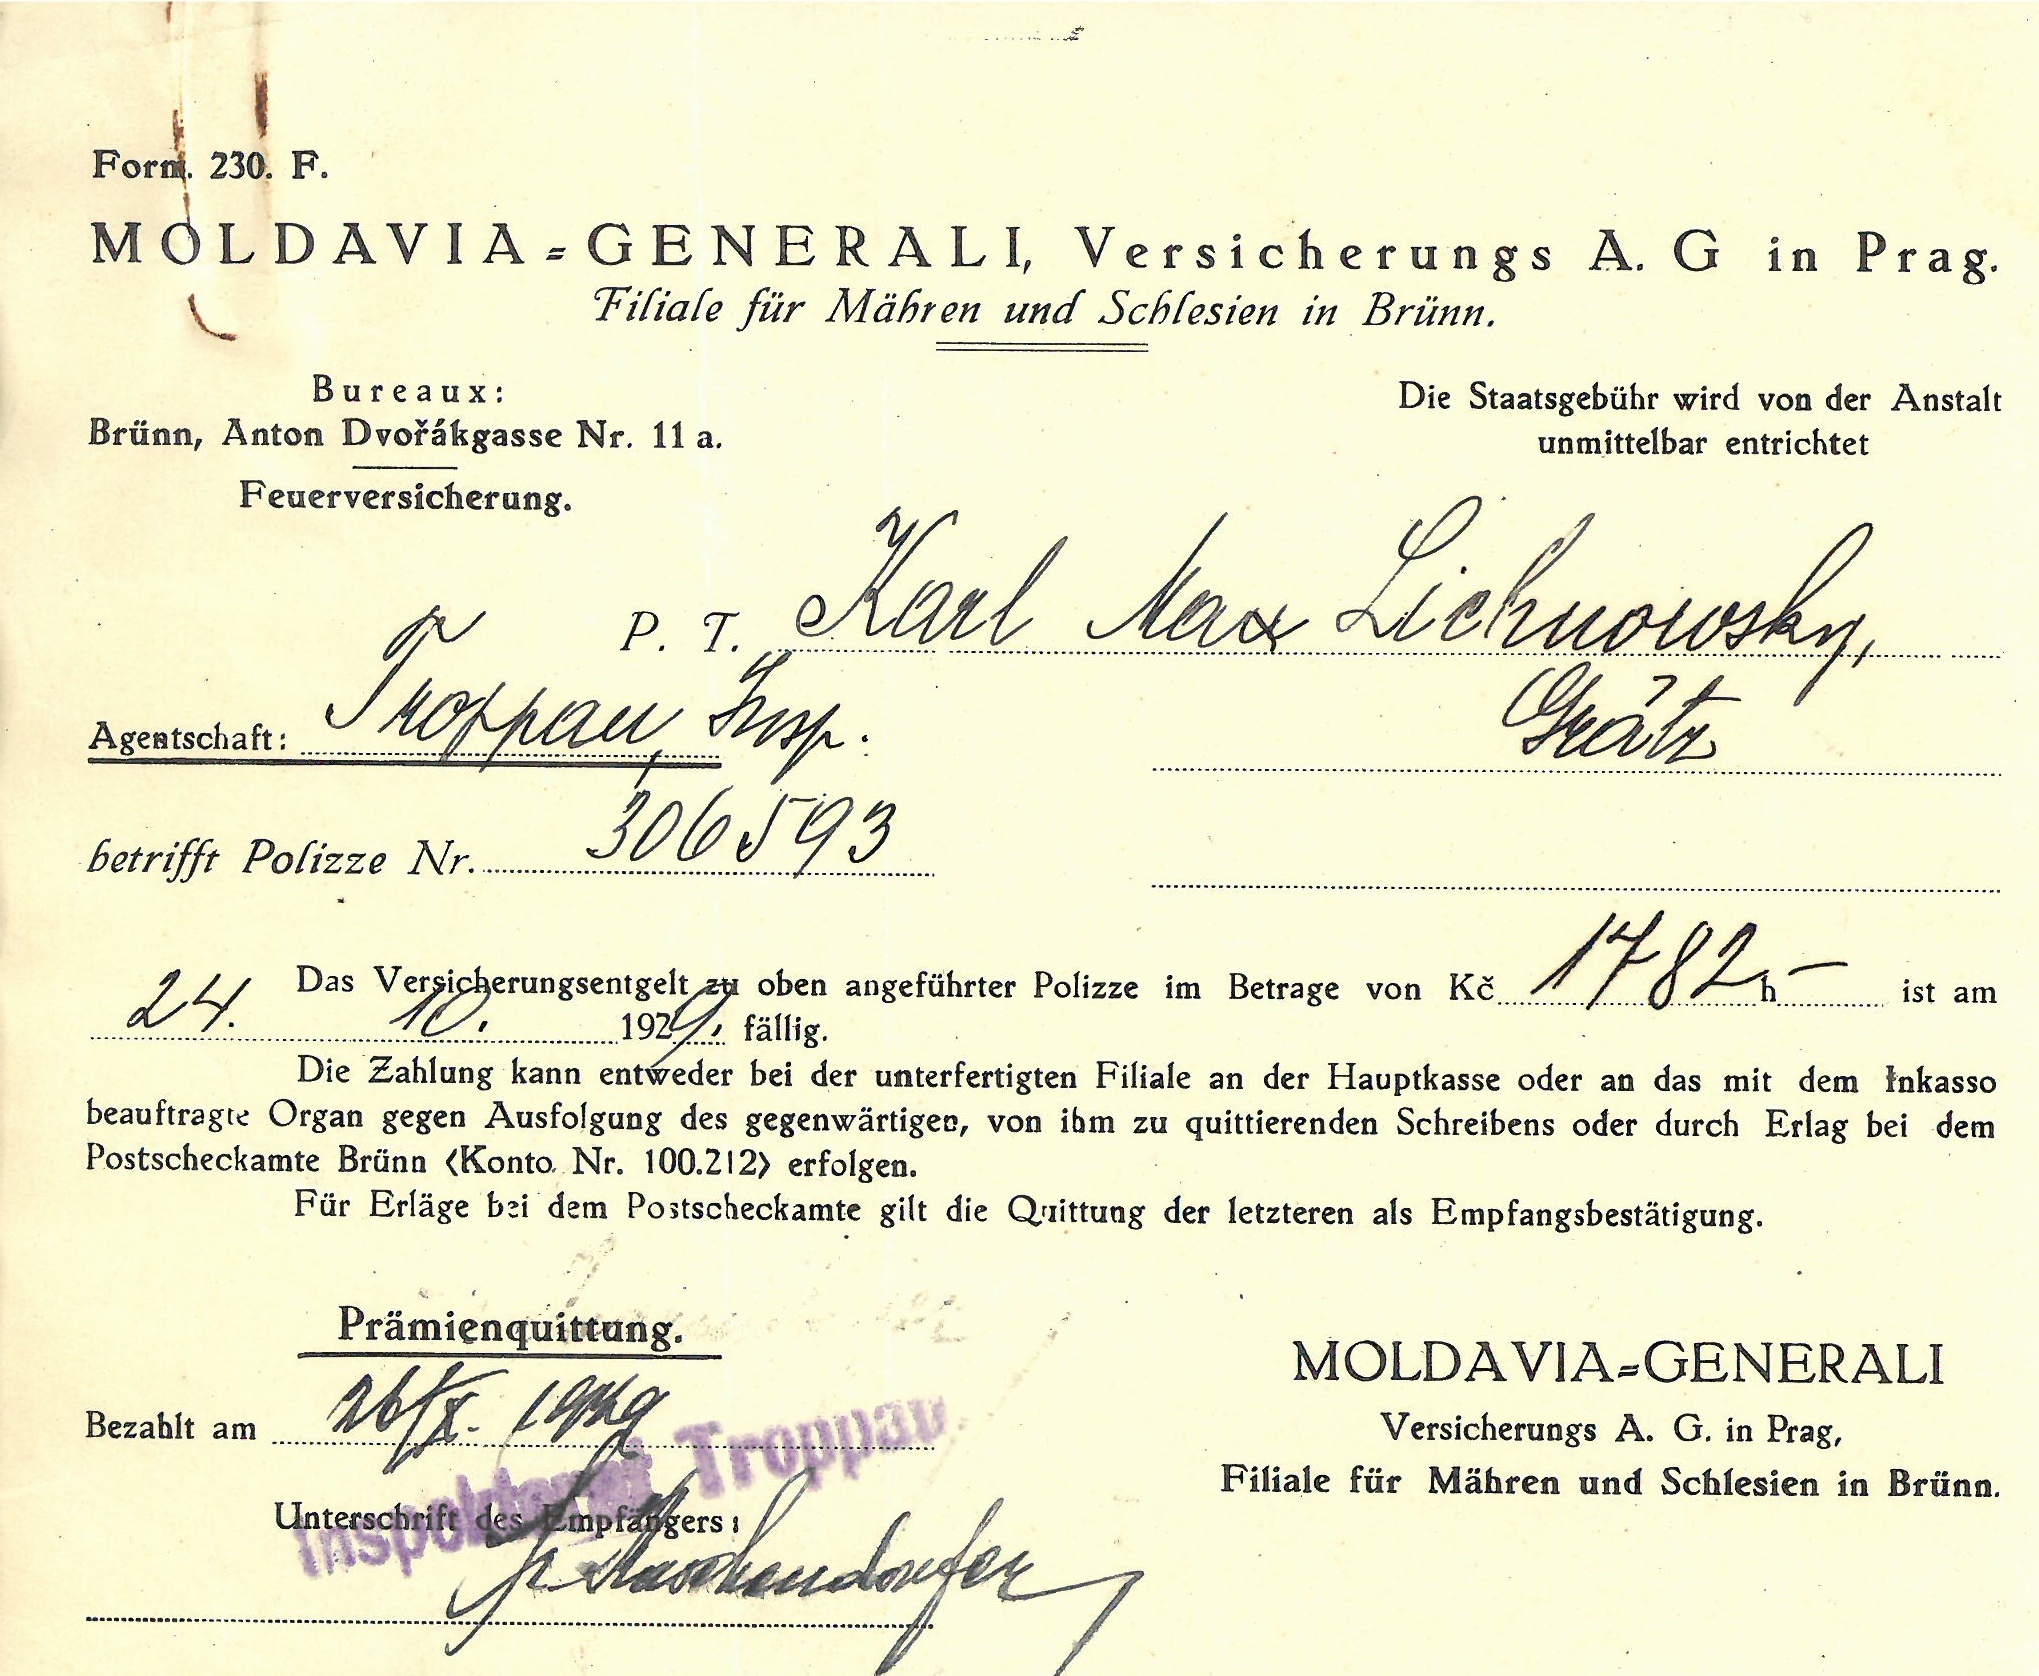 Form. 230. F.
MOLDAVIA=GENERALI, Versicherungs A. G in Prag.
Filiale für Mähren und Schlesien in Brünn.
Bureaux:
Brünn, Anton Dvořákgasse Nr. 11 a.
Feuerversicherung.
Die Staatsgebühr wird von der Anstalt
unmittelbar entrichtet
P. T. Karl Max Lichnowsky,
Grätz
Agentschaft: Troppau, Insp.
betrifft Polizze Nr. 306593
Das Versicherungsentgelt zu oben angeführter Polizze im Betrage von Kč 1782 h — ist am
24. 10. 1929. fällig.
Die Zahlung kann entweder bei der unterfertigten Filiale an der Hauptkasse oder an das mit dem Inkasso
beauftragte Organ gegen Ausfolgung des gegenwärtigen, von ihm zu quittierenden Schreibens oder durch Erlag bei dem
Postscheckamte Brünn (Konto. Nr. 100.212) erfolgen.
Für Erläge bei dem Postscheckamte gilt die Quittung der letzteren als Empfangsbestätigung.
Prämienquittung.
Bezahlt am 26/X. 1929
Inspektorat Troppau
Unterschrift des Empfängers:
MOLDAVIA=GENERALI
Versicherungs A. G. in Prag,
Filiale für Mähren und Schlesien in Brünn.